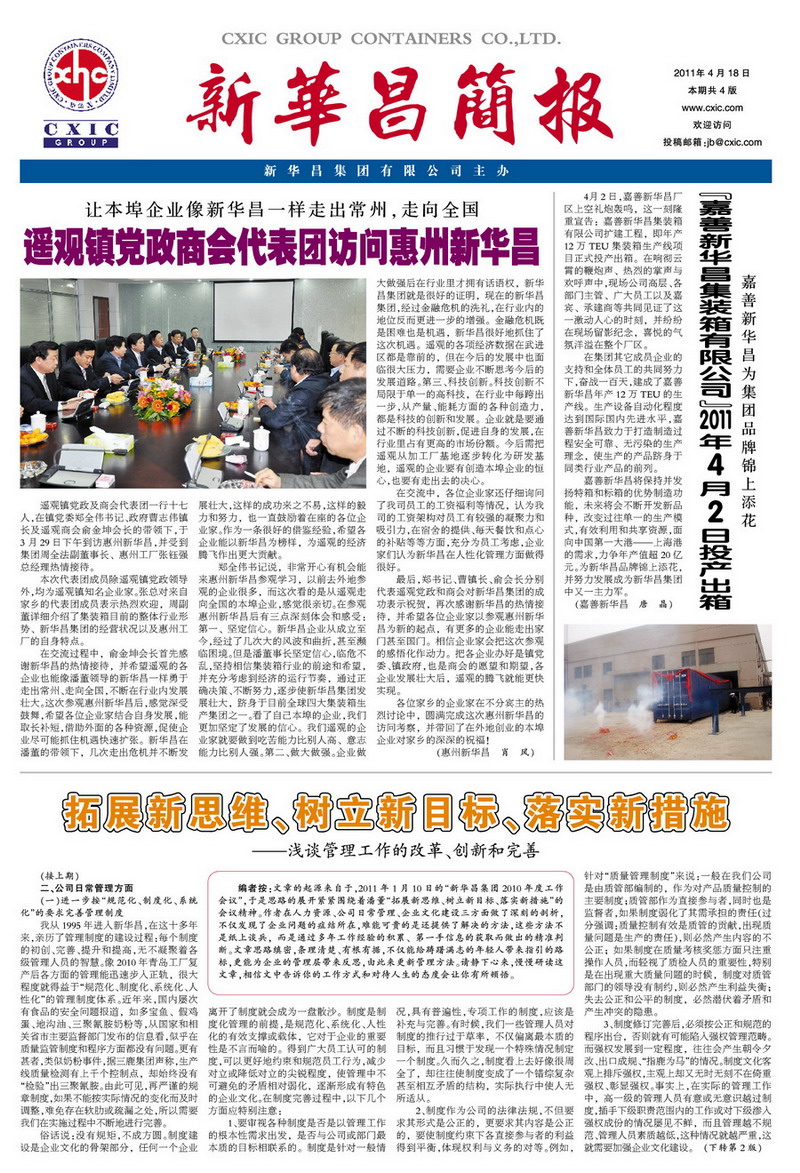 CXIC GROUP CONTAINERS CO.,LTD.
CXIC GROUP CONTAINERS COMPANY LIMITED
cxhc
CXIC
GROUP
新華昌簡报
2011年4月18日
本期共4版
www.cxic.com
欢迎访问
投稿邮箱:jb@cxic.com
新华昌集团有限公司主办
让本埠企业像新华昌一样走出常州,走向全国
遥观镇党政商会代表团访问惠州新华昌
遥观镇党政及商会代表团一行十七
人,在镇党委郑全伟书记、政府曹志伟镇
长及遥观商会俞金坤会长的带领下,于
3月29日下午到访惠州新华昌,并受到
集团周全法副董事长、惠州工厂张钰强
总经理热情接待。
本次代表团成员除遥观镇党政领导
外,均为遥观镇知名企业家。张总对来自
家乡的代表团成员表示热烈欢迎,周副
董详细介绍了集装箱目前的整体行业形
势、新华昌集团的经营状况以及惠州工
厂的自身特点。
在交流过程中,俞金坤会长首先感
谢新华昌的热情接待,并希望遥观的各
企业也能像潘董领导的新华昌一样勇于
走出常州、走向全国,不断在行业内发展
壮大。这次参观惠州新华昌后,感觉深受
鼓舞,希望各位企业家结合自身发展,能
取长补短,借助外面的各种资源,促使企
业尽可能抓住机遇快速扩张。新华昌在
潘董的带领下,几次走出危机并不断发
展壮大,这样的成功来之不易,这样的毅
力和努力,也一直鼓励着在座的各位企
业家。作为一条很好的借鉴经验,希望各
企业能以新华昌为榜样,为遥观的经济
腾飞作出更大贡献。
郑全伟书记说,非常开心有机会能
来惠州新华昌参观学习,以前去外地参
观的企业很多,而这次看的是从遥观走
向全国的本埠企业,感觉很亲切。在参观
惠州新华昌后有三点深刻体会和感受:
第一、坚定信心。新华昌企业从成立至
今,经过了几次大的风波和曲折,甚至濒
临困境。但是潘董事长坚定信心,临危不
乱,坚持相信集装箱行业的前途和希望,
并充分考虑到经济的运行节奏,通过正
确决策、不断努力,逐步使新华昌集团发
展壮大,跻身于目前全球四大集装箱生
产集团之一。看了自己本埠的企业,我们
更加坚定了发展的信心。我们遥观的企
业家就要做到吃苦能力比别人高、意志
能力比别人强。第二、做大做强。企业做
大做强后在行业里才拥有话语权,新华
昌集团就是很好的证明,现在的新华昌
集团,经过金融危机的洗礼,在行业内的
地位反而更进一步的增强。金融危机既
是困难也是机遇,新华昌很好地抓住了
这次机遇。遥观的各项经济数据在武进
区都是靠前的,但在今后的发展中也面
临很大压力,需要企业不断思考今后的
发展道路。第三、科技创新。科技创新不
局限于单一的高科技,在行业中每跨出
一步,从产量、能耗方面的各种创造力,
都是科技的创新和发展。企业就是要通
过不断的科技创新,促进自身的发展,在
行业里占有更高的市场份额。今后需把
遥观从加工厂基地逐步转化为研发基
地,遥观的企业要有创造本埠企业的恒
心,也要有走出去的决心。
在交流中,各位企业家还仔细询问
了我司员工的工资福利等情况,认为我
司的工资架构对员工有较强的凝聚力和
吸引力,在宿舍的提供、每天餐饮和点心
的补贴等等方面,充分为员工考虑,企业
家们认为新华昌在人性化管理方面做得
很好。
最后,郑书记、曹镇长、俞会长分别
代表遥观党政和商会对新华昌集团的成
功表示祝贺,再次感谢新华昌的热情接
待,并希望各位企业家以参观惠州新华昌
为新的起点,有更多的企业能走出家
门甚至国门。相信企业家会把这次参观
的感悟化作动力。把各企业办好是镇党
委、镇政府,也是商会的愿望和期望,各
企业发展壮大后,遥观的腾飞就能更快
实现。
各位家乡的企业家在不分宾主的热
烈讨论中,圆满完成这次惠州新华昌的
访问考察,并带回了在外地创业的本埠
企业对家乡的深深的祝福!
(惠州新华昌 肖 凤)
嘉善新华昌为集团品牌锦上添花
『嘉善新华昌集装箱有限公司』2011年4月2日投产出箱
4月2日,嘉善新华昌厂
区上空礼炮轰鸣,这一刻隆
重宣告:嘉善新华昌集装箱
有限公司扩建工程,即年产
12万TEU集装箱生产线项
目正式投产出箱。在响彻云
霄的鞭炮声、热烈的掌声与
欢呼声中,现场公司高层、各
部门主管、广大员工以及嘉
宾、承建商等共同见证了这
一激动人心的时刻,并纷纷
在现场留影纪念,喜悦的气
氛洋溢在整个厂区。
在集团其它成员企业的
支持和全体员工的共同努力
下,奋战一百天,建成了嘉善
新华昌年产12万TEU的生
产线。生产设备自动化程度
达到国际国内先进水平,嘉
善新华昌致力于打造制造过
程安全可靠、无污染的生产
理念,使生产的产品跻身于
同类行业产品的前列。
嘉善新华昌将保持并发
扬特箱和标箱的优势制造功
能,未来将会不断开发新品
种,改变过往单一的生产模
式,有效利用和共享资源,面
向中国第一大港——上海港
的需求,力争年产值超20亿
元。为新华昌品牌锦上添花,
并努力发展成为新华昌集团
中又一主力军。
(嘉善新华昌 唐 晶)
拓展新思维、树立新目标、落实新措施
——浅谈管理工作的改革、创新和完善
(接上期)
二、公司日常管理方面
(一)进一步按“规范化、制度化、系统
化”的要求完善管理制度
我从1995年进入新华昌,在这十多年
来,亲历了管理制度的建设过程;每个制度
的初创、完善、提升和提高,无不凝聚着各
级管理人员的智慧。像2010年青岛工厂复
产后各方面的管理能迅速步入正轨,很大
程度就得益于“规范化、制度化、系统化、人
性化”的管理制度体系。近年来,国内屡次
有食品的安全问题报道,如多宝鱼、假鸡
蛋、地沟油、三聚氰胺奶粉等,从国家和相
关省市主要监督部门发布的信息看,似乎在
质量监管制度和程序方面都没有问题。更有
甚者,类似奶粉事件,据三鹿集团声称,生产
线质量检测有上千个控制点,却始终没有
“检验”出三聚氰胺。由此可见,再严谨的规
章制度,如果不能按实际情况的变化而及时
调整,难免存在软肋或疏漏之处,所以需要
我们在实施过程中不断地进行完善。
俗话说:没有规矩,不成方圆。制度建
设是企业文化的骨架部分,任何一个企业
编者按:文章的起源来自于,2011年1月10日的“新华昌集团2010年度工作
会议”,于是思路的展开紧紧围绕着潘董“拓展新思维、树立新目标、落实新措施”的
会议精神。作者在人力资源、公司日常管理、企业文化建设三方面做了深刻的剖析,
不仅发现了企业问题的症结所在,难能可贵的是还提供了解决的方法,这些方法不
是纸上谈兵,而是通过多年工作经验的积累、第一手信息的获取而做出的精准判
断。文章思路缜密,条理清楚、有根有据,不仅能给踌躇满志的年轻人带来指引的路
标,更能为企业的管理层带来反思,由此来更新管理方法。请静下心来,慢慢研读这
文章,相信文中告诉你的工作方式和对待人生的态度会让你有所顿悟。
离开了制度就会成为一盘散沙。制度是制
度化管理的前提,是规范化、系统化、人性化
的有效支撑或载体,它对于企业的重要
性是不言而喻的。得到广大员工认可的制
度,可以更好地约束和规范员工行为,减少
对立或降低对立的尖锐程度,使管理中不
可避免的矛盾相对弱化,逐渐形成有特色
的企业文化。在制度完善过程中,以下几个
方面应特别注意:
1、要审视各种制度是否是以管理工作
的根本性需求出发,是否与公司或部门最
本质的目标相联系的。制度是针对一般情
况,具有普遍性,专项工作的制度,应该是
补充与完善。有时候,我们一些管理人员对
制度的推行过于草率,不仅偏离最本质的
目标,而且习惯于发现一个特殊情况制定
一个制度。久而久之,制度看上去好像很周
全了,却往往使制度变成了一个错综复杂
甚至相互矛盾的结构,实际执行中使人无
所适从。
2、制度作为公司的法律法规,不但要
求其形式是公正的,更要求其内容是公正
的,要使制度约束下各直接参与者的利益
得到平衡,体现权利与义务的对等。例如,
针对“质量管理制度”来说:一般在我们公司
是由质管部编制的,作为对产品质量控制的
主要制度;质管部作为直接参与者,同时也是
监督者,如果制度弱化了其需承担的责任(过
分强调:质量控制有效是质管的贡献,出现质
量问题是生产的责任),则必然产生内容的不
公正;如果制度在质量考核奖惩方面只注重
操作人员,而轻视了质检人员的重要性,特别
是在出现重大质量问题的时候,制度对质管
部门的领导没有制约,则必然产生利益失衡;
失去公正和公平的制度,必然潜伏着矛盾和
产生冲突的隐患。
3、制度修订完善后,必须按公正和规范的
程序出台,否则就有可能陷入强权管理范畴。
而强权发展到一定程度,往往会产生朝令夕
改、出口成规、“指鹿为马”的情况。制度文化客
观上排斥强权,主观上却又无时无刻不在倚重
强权、彰显强权。事实上,在实际的管理工作
中,高一级的管理人员有意或无意识越过制
度,插手下级职责范围内的工作或对下级渗入
强权成份的情况屡见不鲜,而且管理越不规
范、管理人员素质越低,这种情况就越严重,这
就需要加强企业文化建设。(下转第2版)